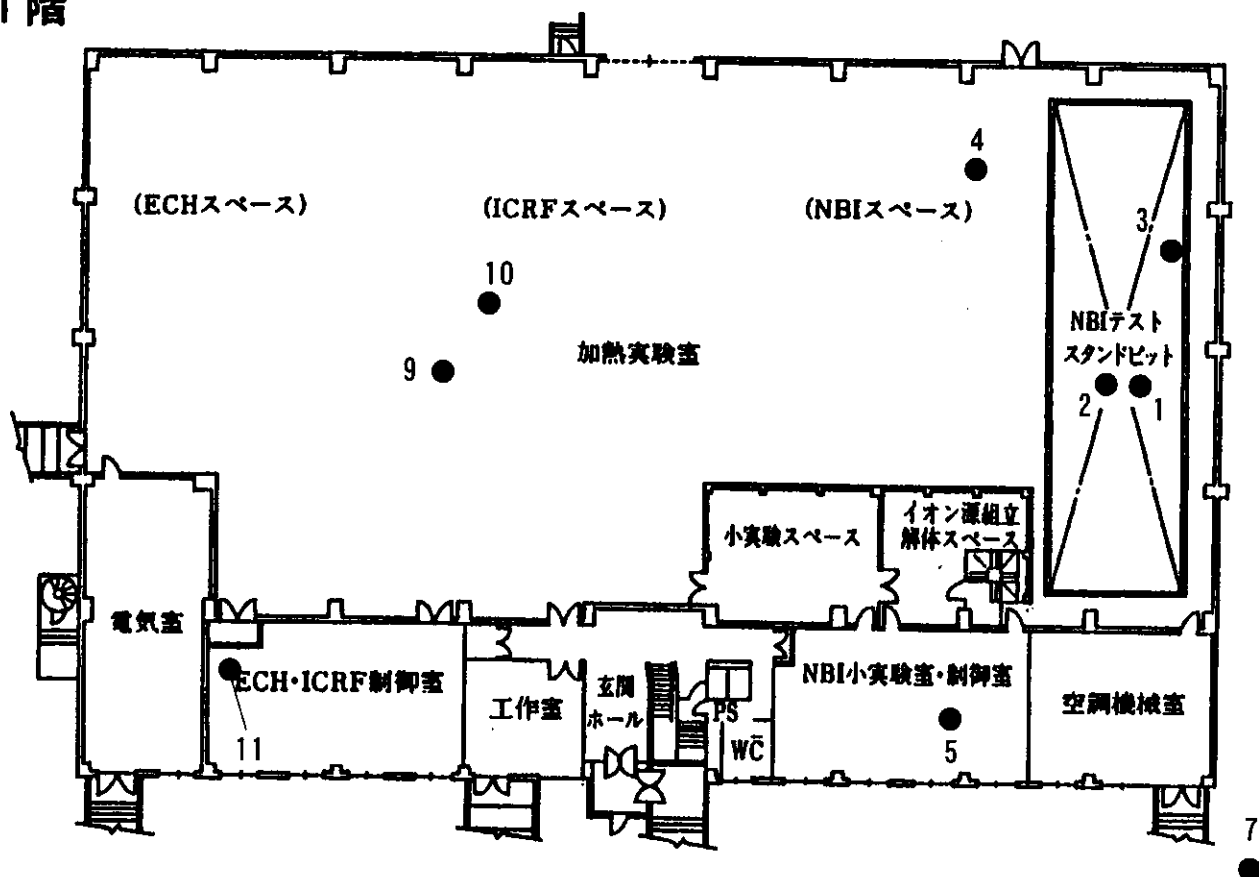 1階
4
(ECHスペース)
(ICRFスペース)
(NBIスペース)
3
10
NBIテスト
スタンドピット
加熱実験室
9
2
1
イオン源組立
解体スペース
小実験スペース
電気室
ECH・ICRF制御室
工作室
玄関
ホール
PS
WC
NBI小実験室・制御室
空調機械室
11
5
7